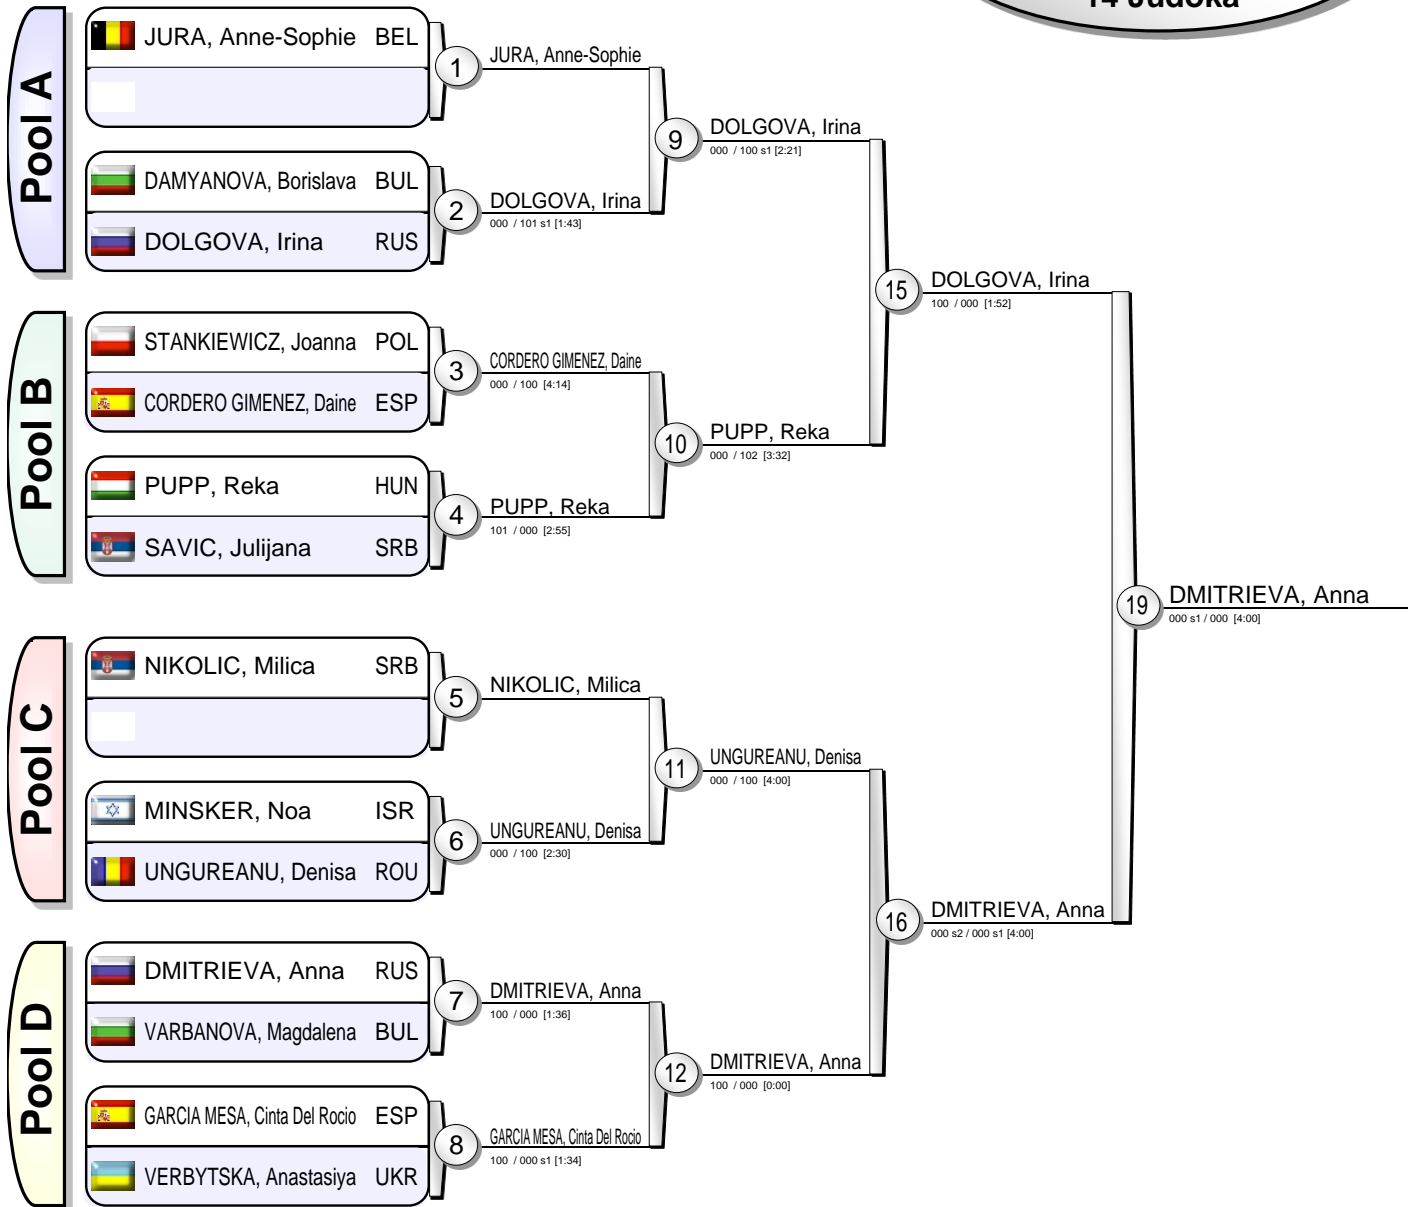 14 Judoka
Pool A
JURA, Anne-Sophie BEL
1
JURA, Anne-Sophie
DAMYANOVA, Borislava BUL
DOLGOVA, Irina RUS
2
DOLGOVA, Irina
000 / 101 s1 [1:43]
9
DOLGOVA, Irina
000 / 100 s1 [2:21]
Pool B
STANKIEWICZ, Joanna POL
CORDERO GIMENEZ, Daine ESP
3
CORDERO GIMENEZ, Daine
000 / 100 [4:14]
PUPP, Reka HUN
SAVIC, Julijana SRB
4
PUPP, Reka
101 / 000 [2:55]
10
PUPP, Reka
000 / 102 [3:32]
15
DOLGOVA, Irina
100 / 000 [1:52]
Pool C
NIKOLIC, Milica SRB
5
NIKOLIC, Milica
MINSKER, Noa ISR
UNGUREANU, Denisa ROU
6
UNGUREANU, Denisa
000 / 100 [2:30]
11
UNGUREANU, Denisa
000 / 100 [4:00]
Pool D
DMITRIEVA, Anna RUS
VARBANOVA, Magdalena BUL
7
DMITRIEVA, Anna
100 / 000 [1:36]
GARCIA MESA, Cinta Del Rocio ESP
VERBYTSKA, Anastasiya UKR
8
GARCIA MESA, Cinta Del Rocio
100 / 000 s1 [1:34]
12
DMITRIEVA, Anna
100 / 000 [0:00]
16
DMITRIEVA, Anna
000 s2 / 000 s1 [4:00]
19
DMITRIEVA, Anna
000 s1 / 000 [4:00]